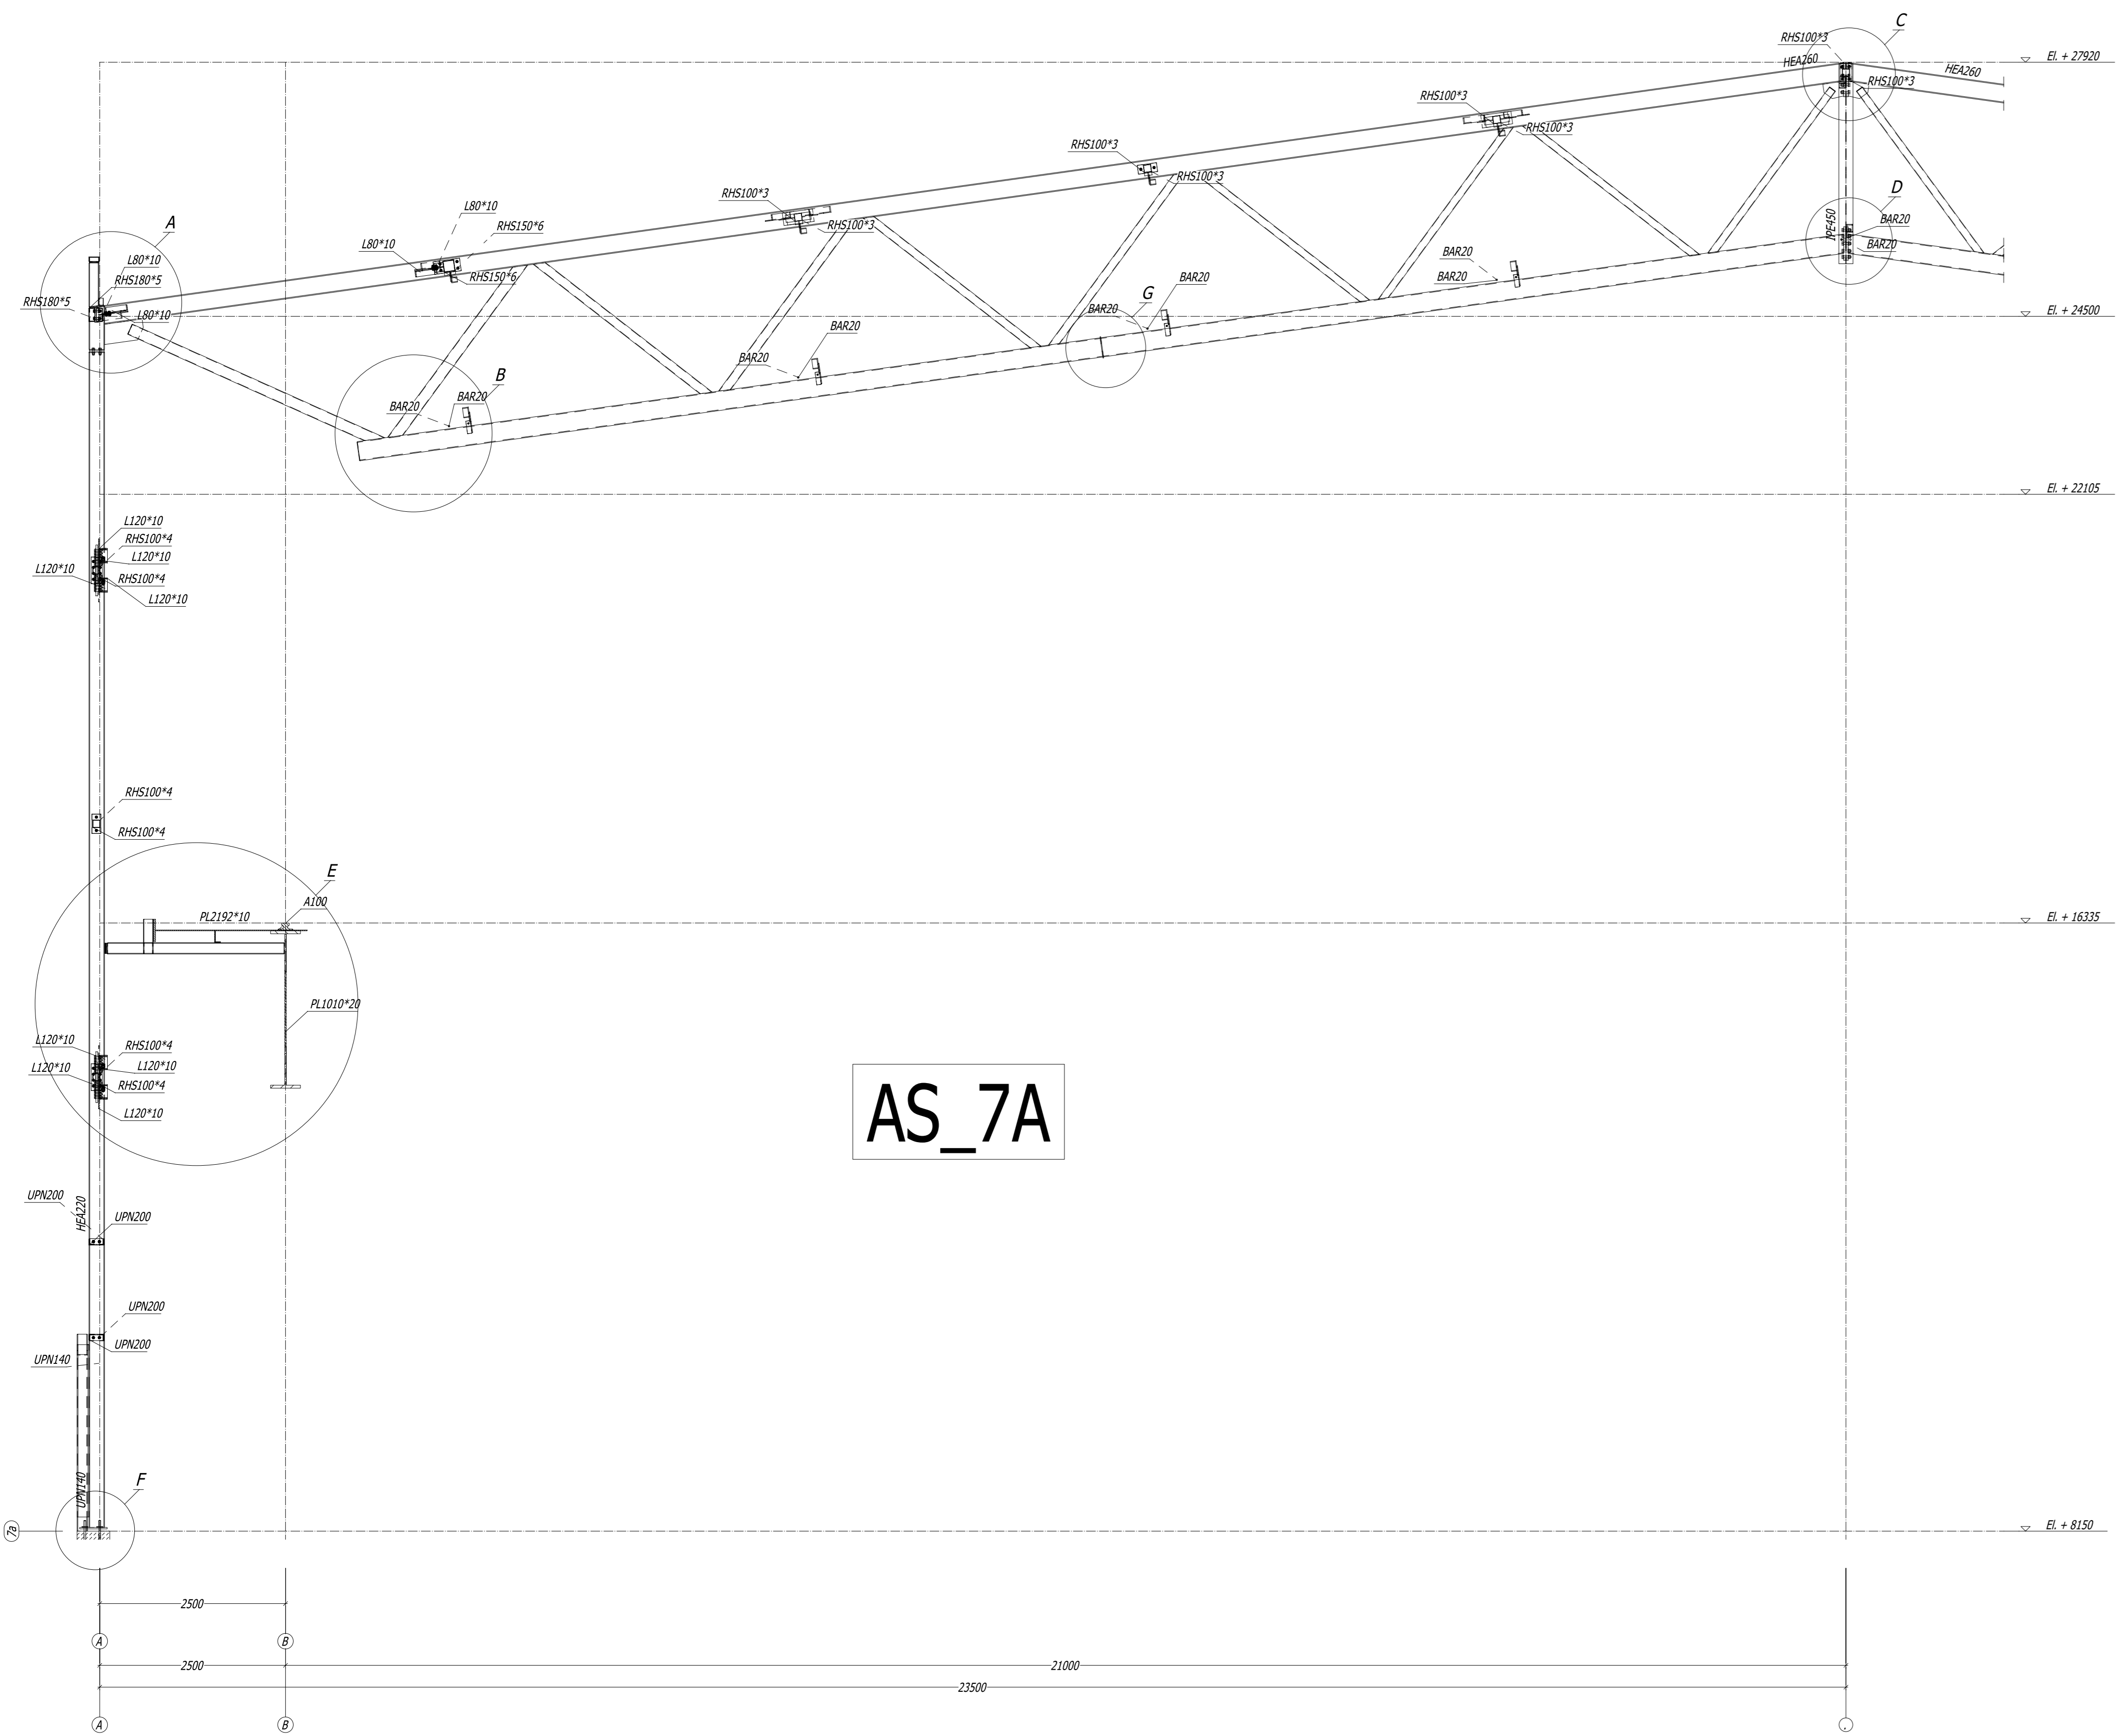 C
RHS100*3
El. + 27920
HEA260
HEA260
RHS100*3
RHS100*3
RHS100*3
RHS100*3
RHS100*3
RHS100*3
D
RHS100*3
IPE450
BAR20
L80*10
A
RHS150*6
RHS100*3
L80*10
BAR20
BAR20
L80*10
RHS180*5
RHS150*6
BAR20
BAR20
G
RHS180*5
BAR20
L80*10
El. + 24500
BAR20
BAR20
B
BAR20
BAR20
El. + 22105
L120*10
RHS100*4
L120*10
L120*10
RHS100*4
L120*10
RHS100*4
RHS100*4
E
A100
PL2192*10
El. + 16335
PL1010*20
L120*10
RHS100*4
L120*10
L120*10
RHS100*4
L120*10
AS_7A
UPN200
HEA220
UPN200
UPN200
UPN200
UPN140
UPN140
F
7a
El. + 8150
2500
A
B
2500
21000
23500
A
B
.